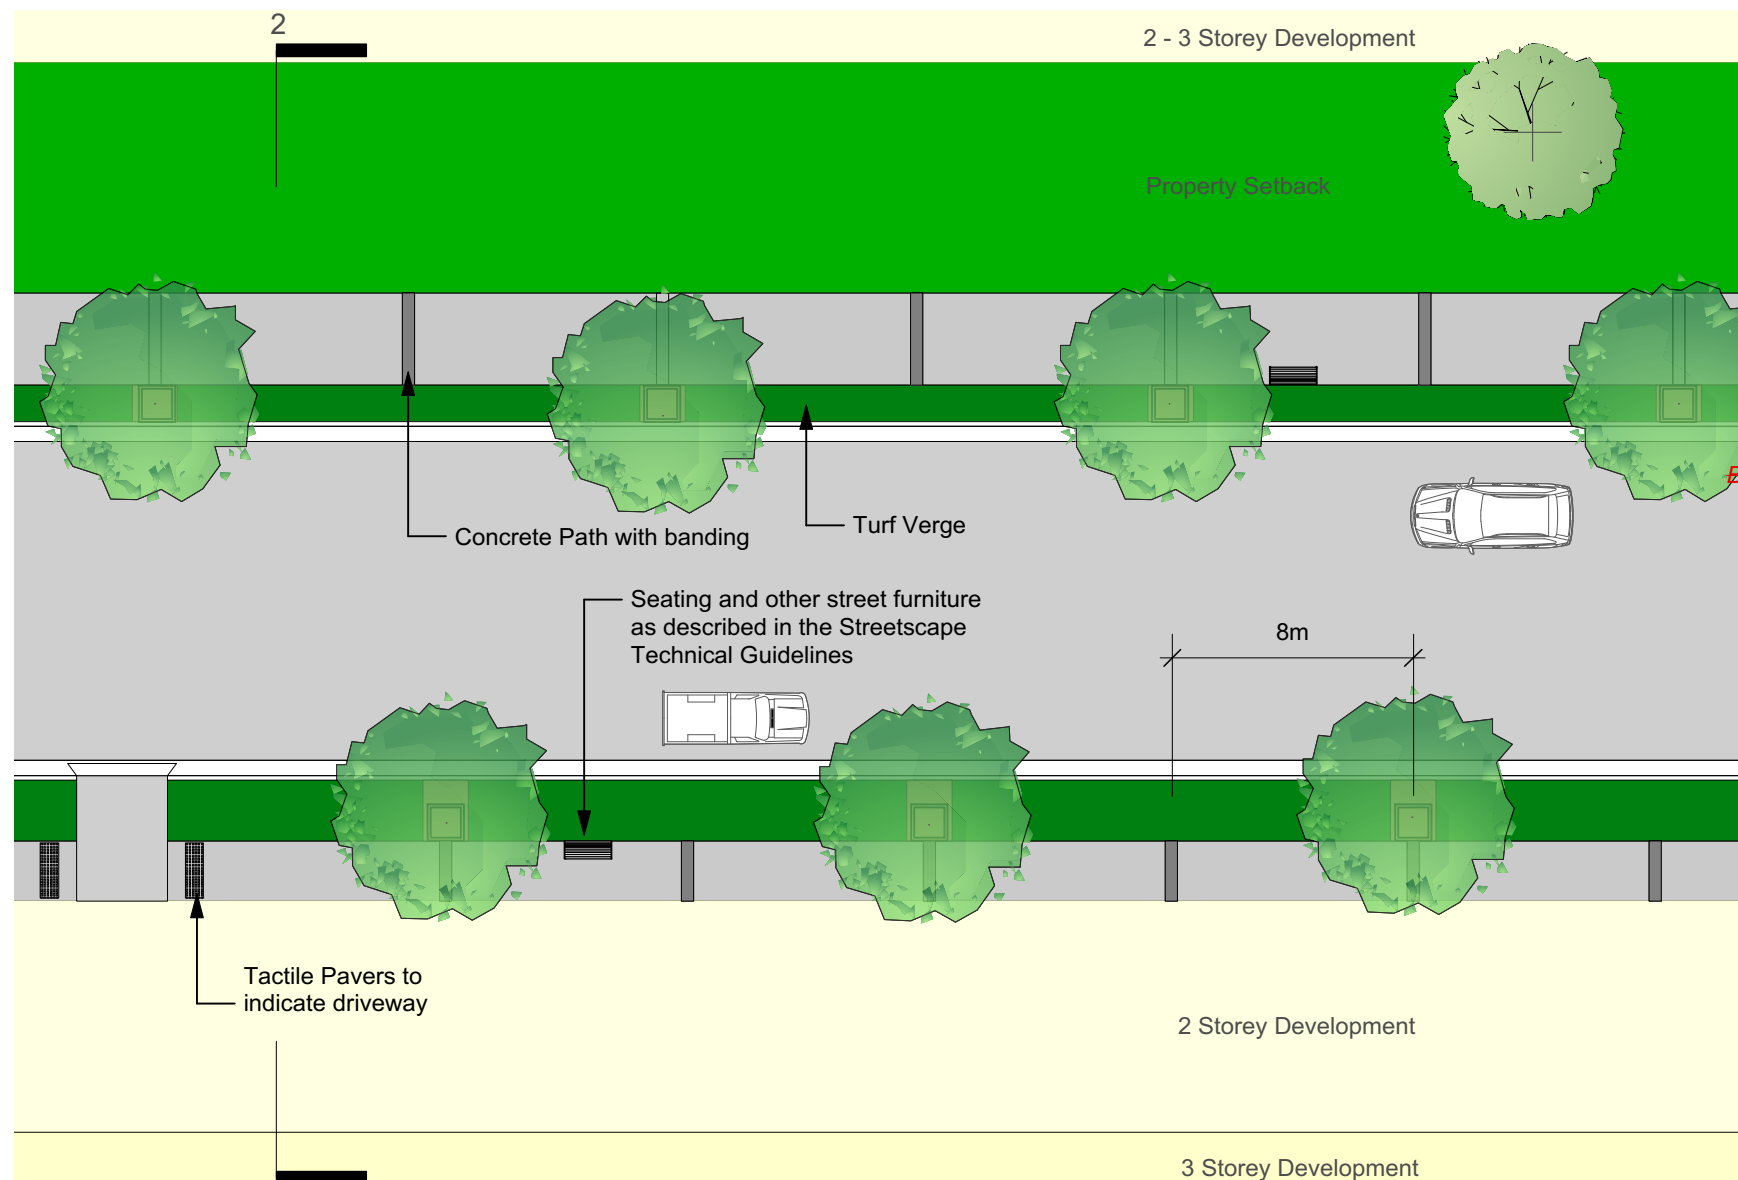 2
2 - 3 Storey Development
Property Setback
Concrete Path with banding
Turf Verge
Seating and other street furniture
as described in the Streetscape
Technical Guidelines
8m
Tactile Pavers to
indicate driveway
2 Storey Development
3 Storey Development